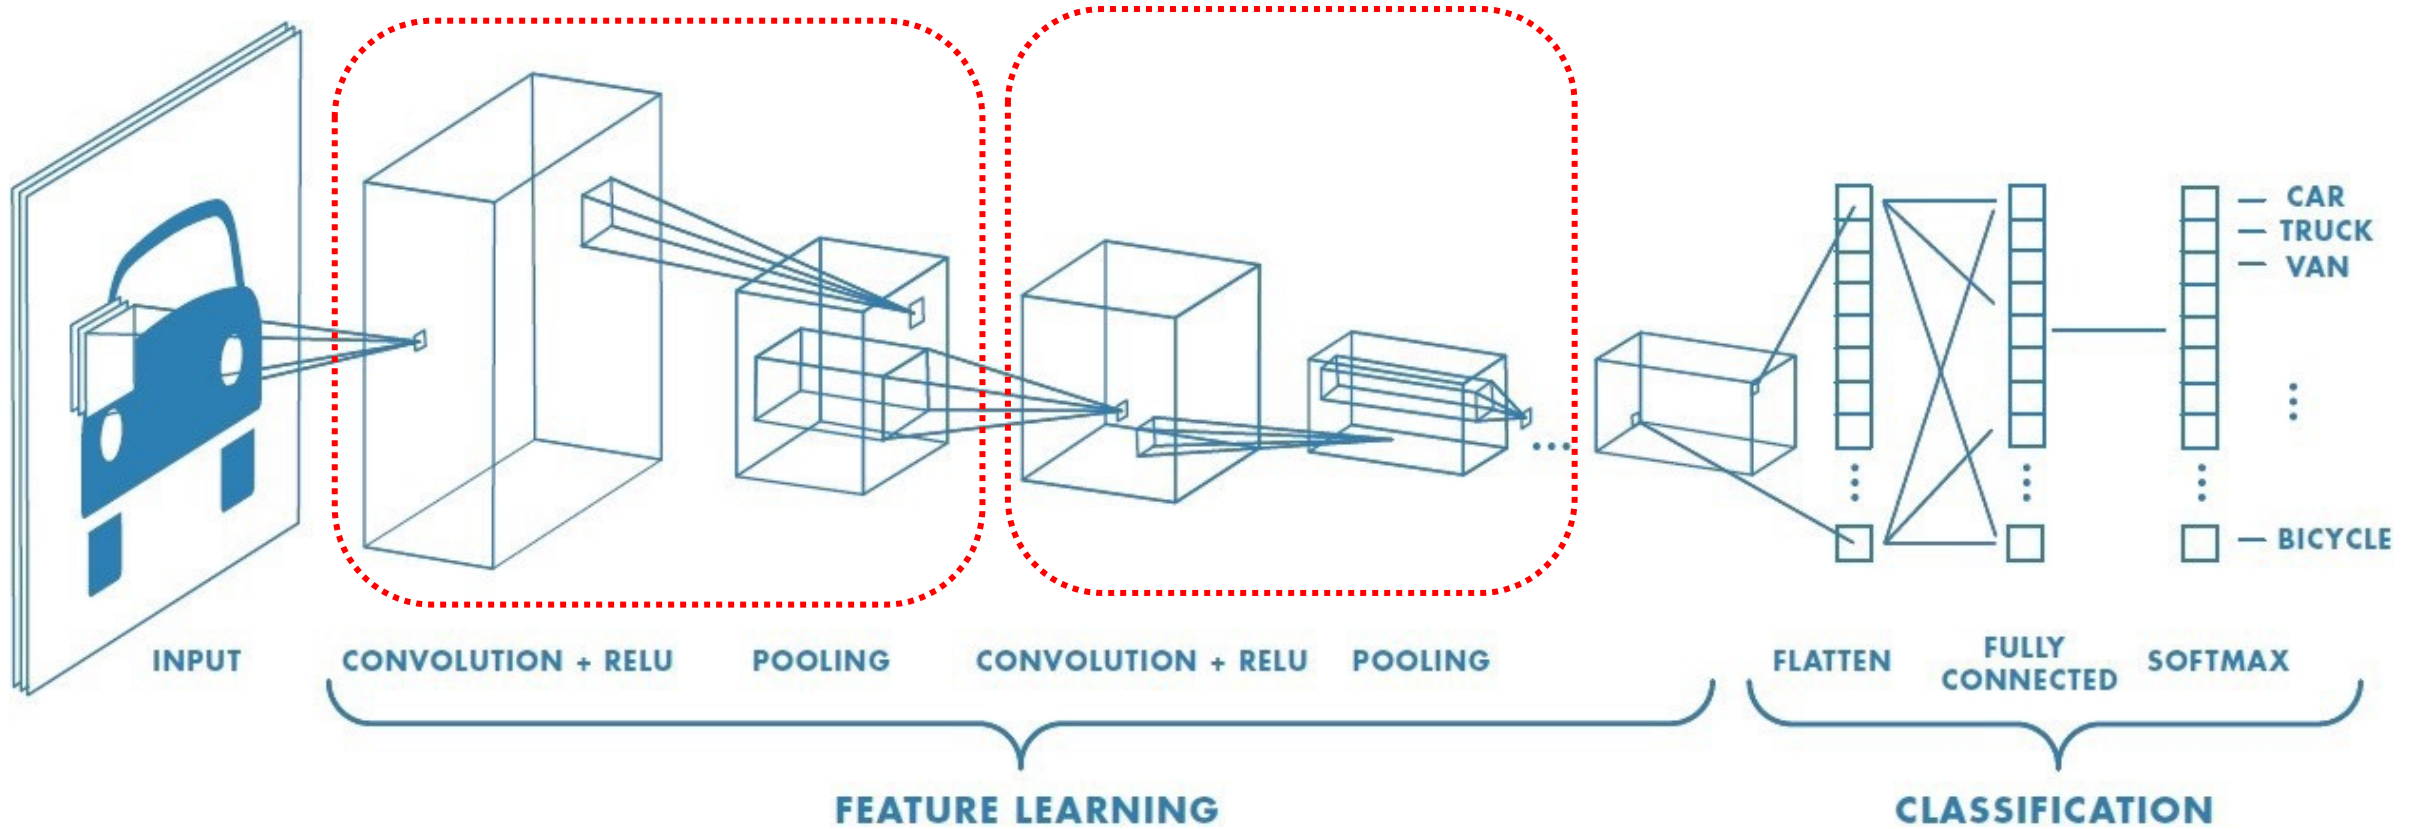 CAR
TRUCK
VAN
BICYCLE
INPUT
CONVOLUTION + RELU
POOLING
CONVOLUTION + RELU
POOLING
FLATTEN
FULLY
CONNECTED
SOFTMAX
FEATURE LEARNING
CLASSIFICATION